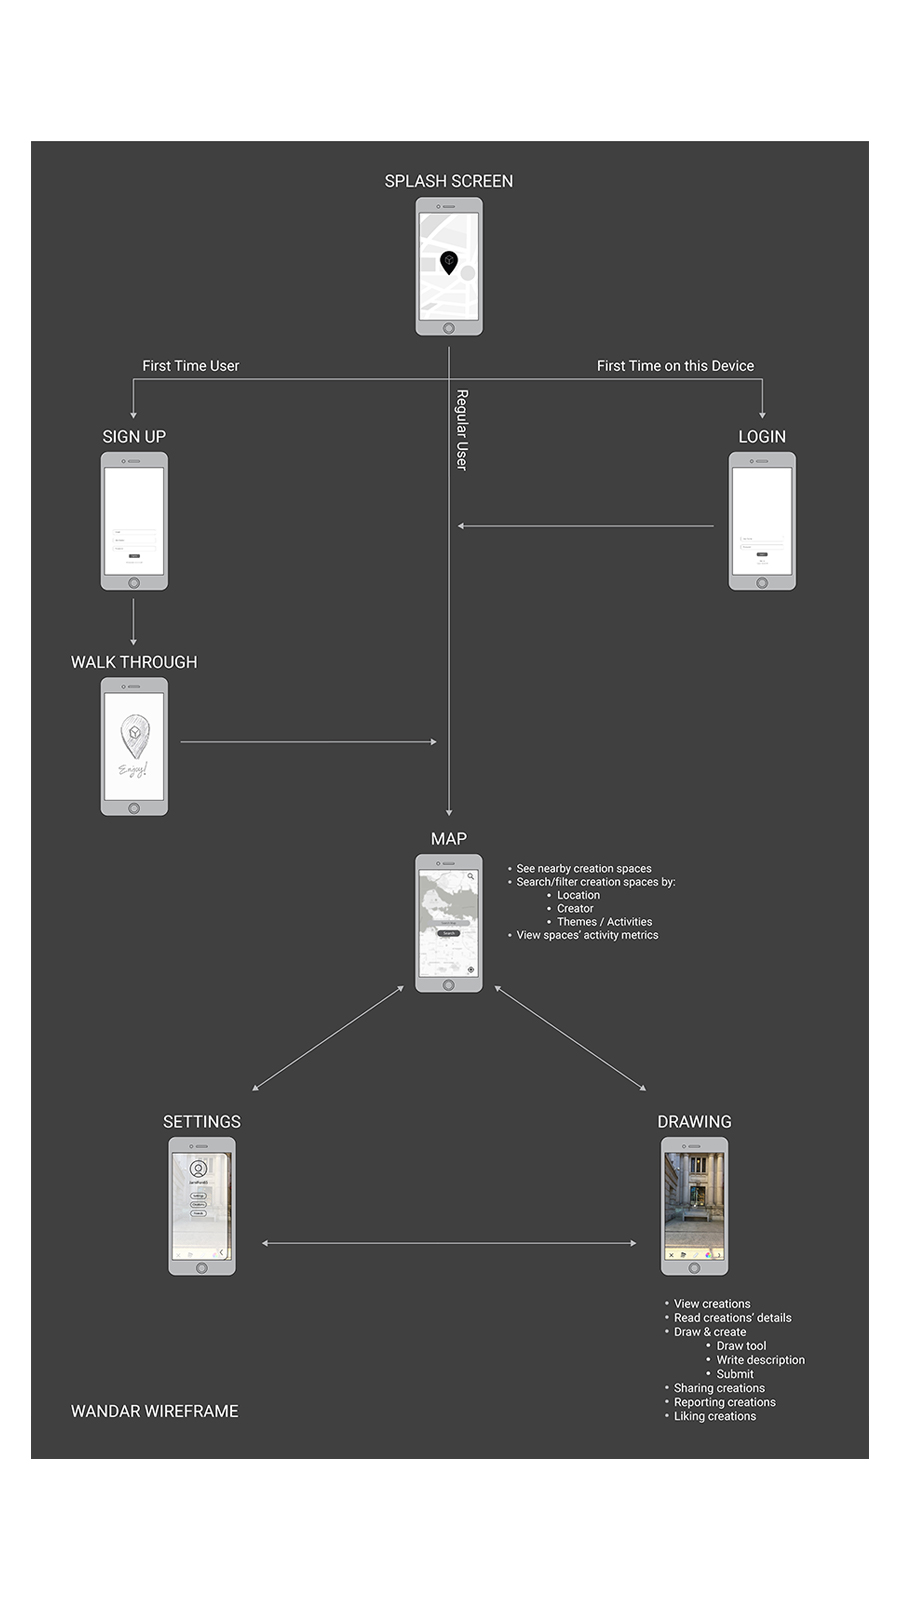 SPLASH SCREEN
First Time User
First Time on this Device
Regular User
SIGN UP
LOGIN
WALK THROUGH
Enjoy!
MAP
• See nearby creation spaces
• Search/filter creation spaces by:
• Location
• Creator
• Themes / Activities
• View spaces' activity metrics
Search
SETTINGS
DRAWING
Settings
• View creations
• Read creations' details
• Draw & create
• Draw tool
• Write description
• Submit
• Sharing creations
• Reporting creations
• Liking creations
WANDAR WIREFRAME